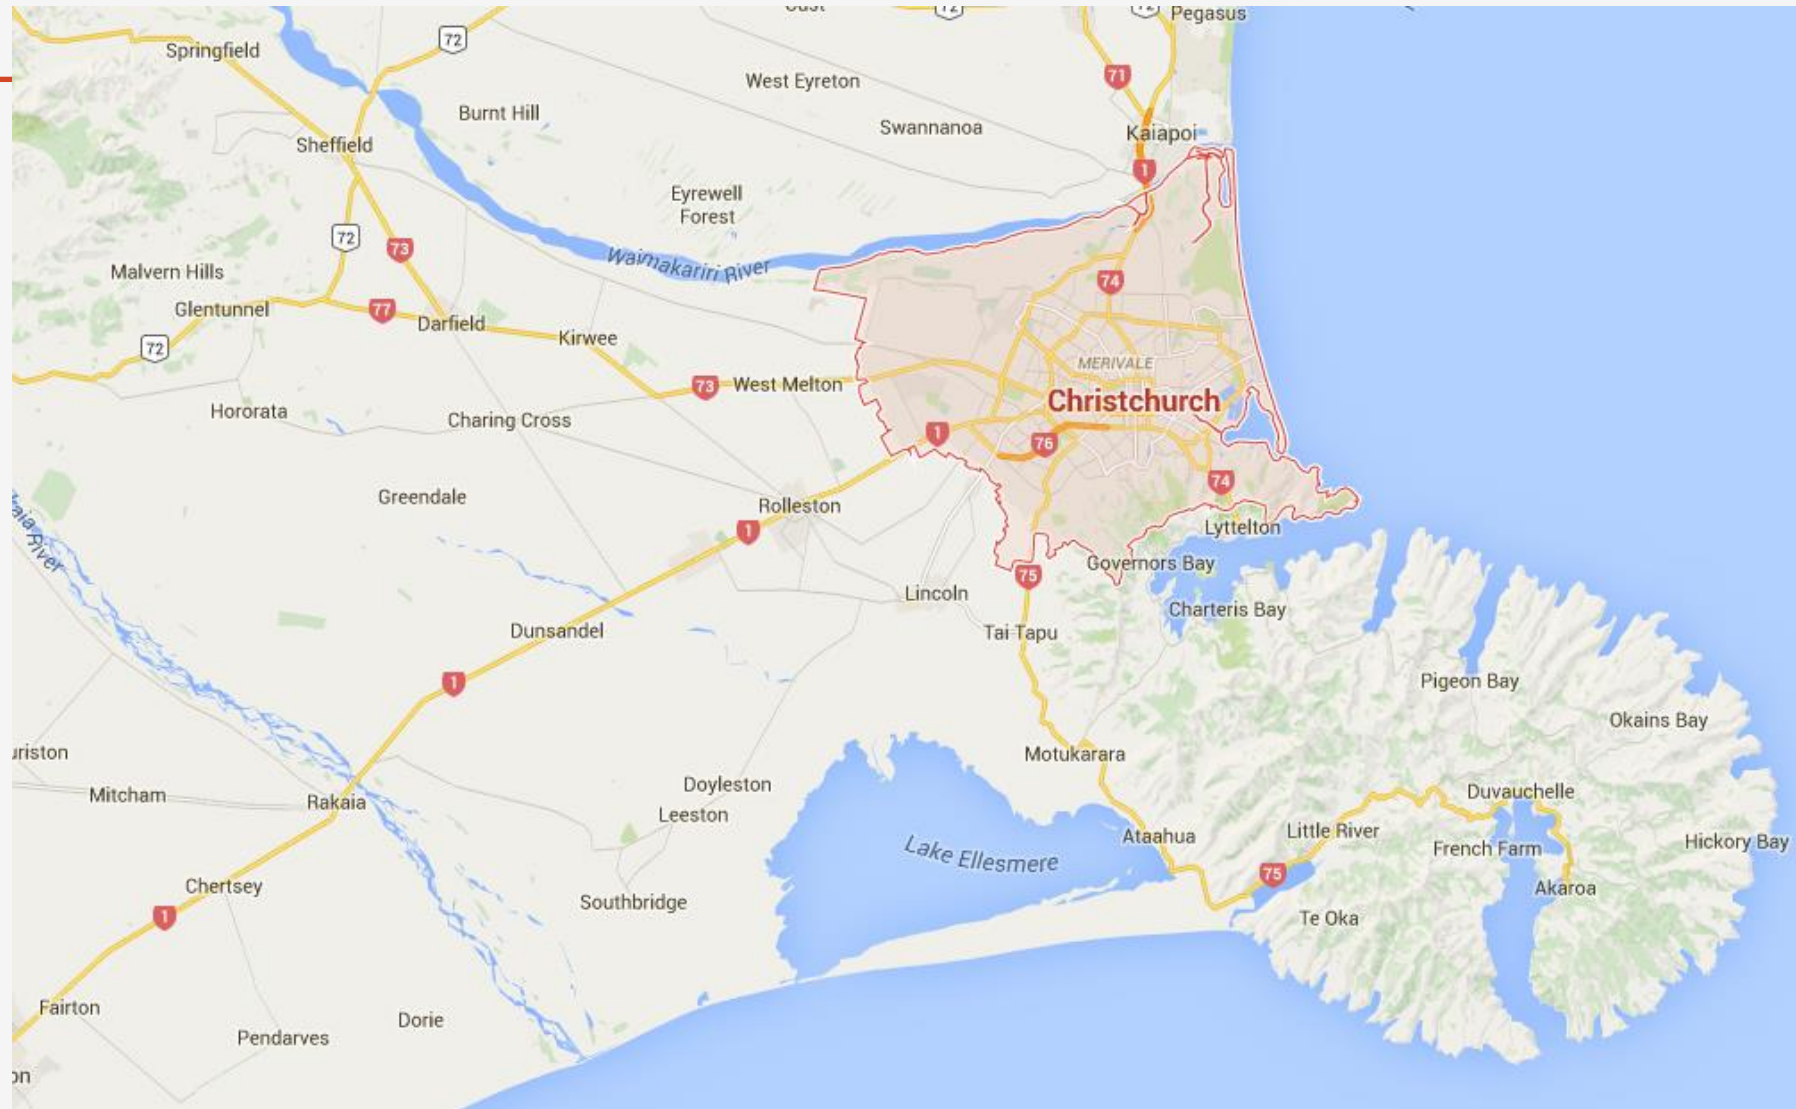 Pegasus
72
Springfield
71
West Eyreton
Burnt Hill
Swannanoa
Kaiapoi
Sheffield
1
Eyrewell
Forest
72
73
Waimakariri River
Malvern Hills
74
Glentunnel
77
Darfield
Kirwee
72
MERIVALE
73
West Melton
Christchurch
Hororata
Charing Cross
1
76
74
Greendale
Rolleston
Lyttelton
1
Governors Bay
75
River
Lincoln
Charteris Bay
Dunsandel
Tai Tapu
1
Pigeon Bay
Okains Bay
Motukarara
Doyleston
Mitcham
Rakaia
Duvauchelle
Leeston
Ataahua
Little River
Hickory Bay
French Farm
Lake Ellesmere
75
Chertsey
Akaroa
Southbridge
1
Te Oka
Fairton
Dorie
Pendarves